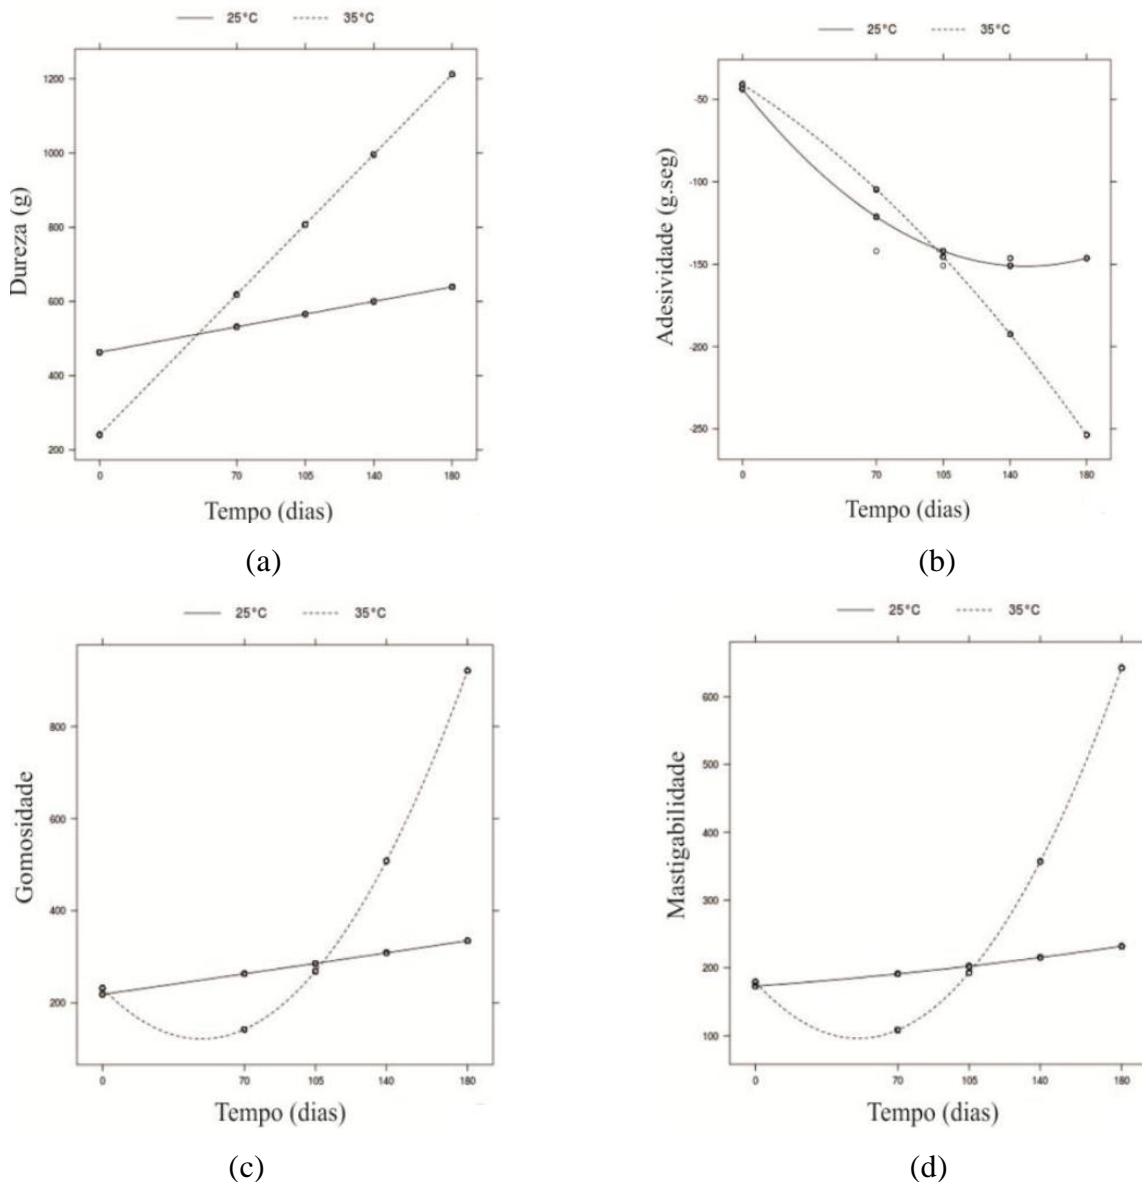 25°C 35°C
1200
1000
800
600
400
200
Dureza (g)
0 70 105 140 180
Tempo (dias)
(a)
25°C 35°C
-50
-100
-150
-200
-250
Adesividade (g.seg)
0 70 105 140 180
Tempo (dias)
(b)
25°C 35°C
800
600
400
200
Gomosidade
0 70 105 140 180
Tempo (dias)
(c)
25°C 35°C
600
500
400
300
200
100
Mastigabilidade
0 70 105 140 180
Tempo (dias)
(d)